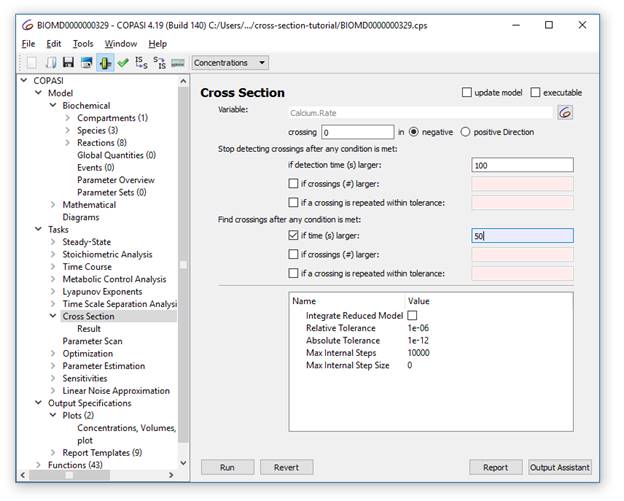 BIOMD0000000329 - COPASI 4.19 (Build 140) C:/Users/.../cross-section-tutorial/BIOMD0000000329.cps
File Edit Tools Window Help
Concentrations
COPASI
Model
Biochemical
Compartments (1)
Species (3)
Reactions (8)
Global Quantities (0)
Events (0)
Parameter Overview
Parameter Sets (0)
Mathematical
Diagrams
Tasks
Steady-State
Stoichiometric Analysis
Time Course
Metabolic Control Analysis
Lyapunov Exponents
Time Scale Separation Analysi
Cross Section
Result
Parameter Scan
Optimization
Parameter Estimation
Sensitivities
Linear Noise Approximation
Output Specifications
Plots (2)
Concentrations, Volumes,
plot
Report Templates (9)
Functions (43)
Cross Section
update model executable
Variable: Calcium.Rate
crossing 0 in negative positive Direction
Stop detecting crossings after any condition is met:
if detection time (s) larger: 100
if crossings (#) larger:
if a crossing is repeated within tolerance:
Find crossings after any condition is met:
if time (s) larger: 50
if crossings (#) larger:
if a crossing is repeated within tolerance:
Name Value
Integrate Reduced Model
Relative Tolerance 1e-06
Absolute Tolerance 1e-12
Max Internal Steps 10000
Max Internal Step Size 0
Run Revert Report Output Assistant